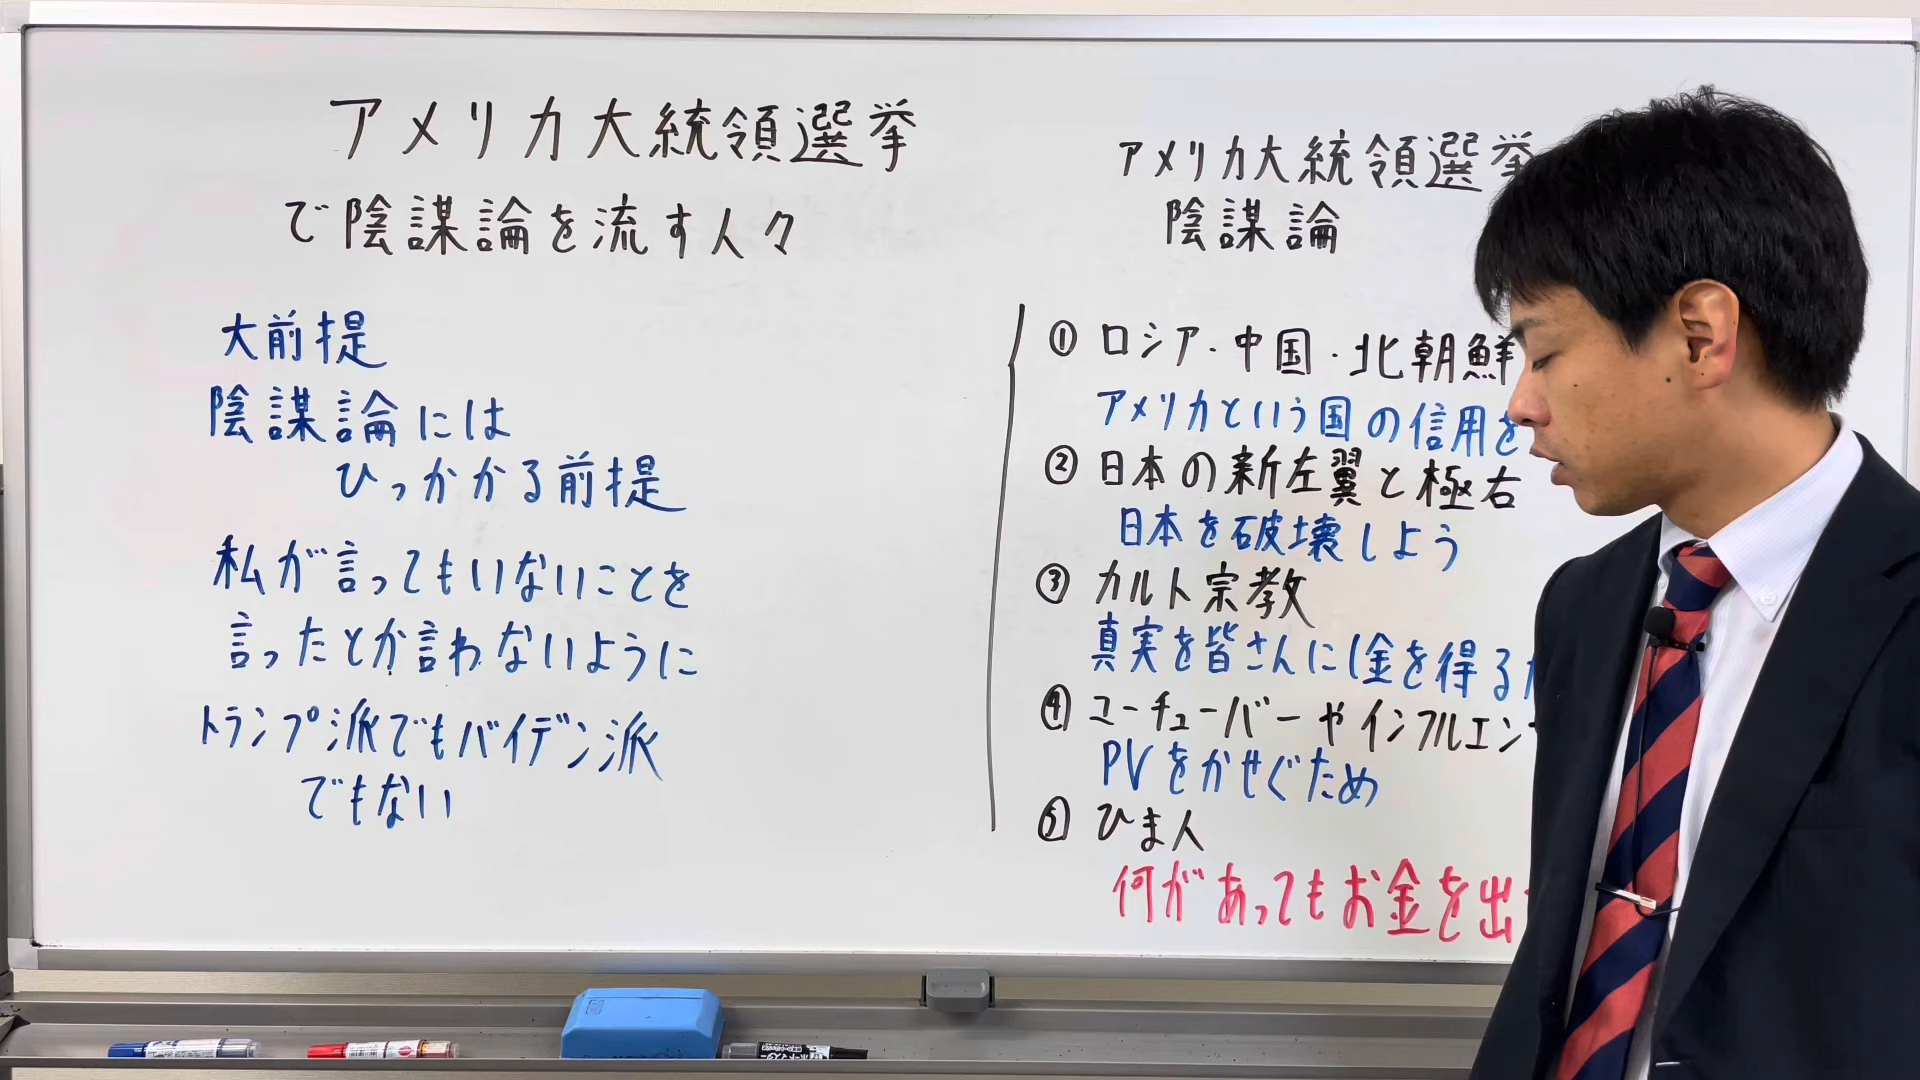 アメリカ大統領選挙
で陰謀論を流す人々
大前提
陰謀論には
ひっかかる前提
私が言ってもいないことを
言ったとか言わないように
トランプ派でもバイデン派
でもない
アメリカ大統領選挙
陰謀論
① ロシア・中国・北朝鮮
アメリカという国の信用を
② 日本の新左翼と極右
日本を破壊しよう
③ カルト宗教
真実を皆さんに(金を得る
④ ユーチューバーやインフルエン
PVをかせぐため
⑤ ひま人
何があってもお金を出